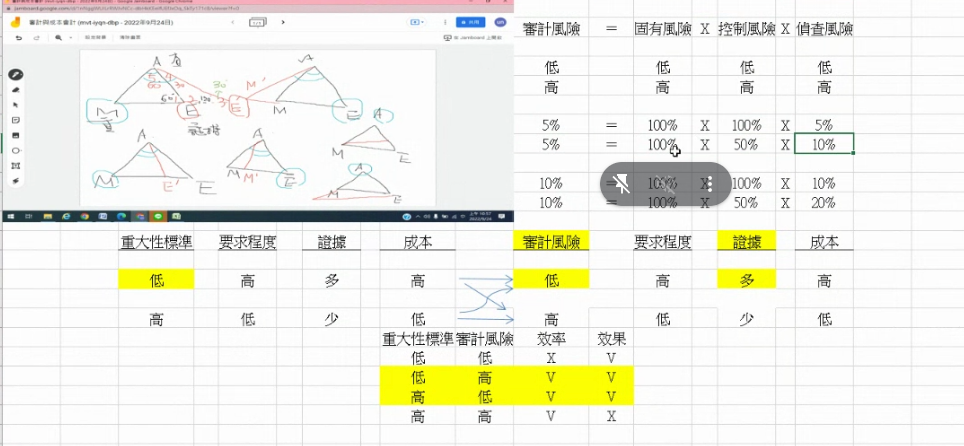 審計與成本審計 (mvt-iyqn-dbp - 2022年9月24日)
審計風險 = 固有風險 X 控制風險 X 偵查風險
低 低 低 低
高 高 高 高
5% = 100% X 100% X 5%
5% = 100% X 50% X 10%
10% = 100% X 100% X 10%
10% = 100% X 50% X 20%
A
M E
M' E' M
A
E
A
M E' E
A
M M' E
A
M E
A
M E
重大性標準 要求程度 證據 成本 審計風險 要求程度 證據 成本
低 高 多 高 低 高 多 高
高 低 少 低 高 低 少 低
重大性標準 審計風險 效率 效果
低 低 X V
低 高 V V
高 低 V V
高 高 V X